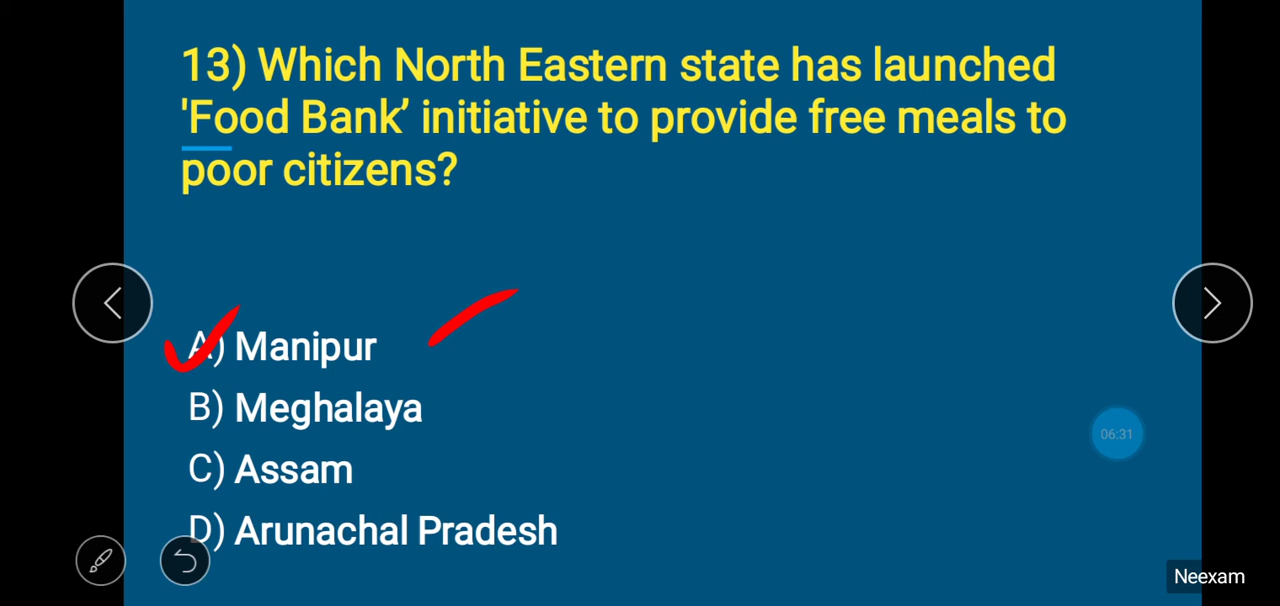 13) Which North Eastern state has launched
'Food Bank’ initiative to provide free meals to
poor citizens?
A) Manipur
B) Meghalaya
C) Assam
06:31
D) Arunachal Pradesh
Neexam